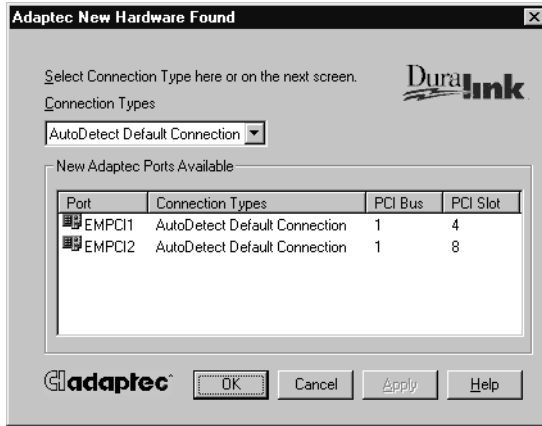 Adaptec New Hardware Found
Select Connection Type here or on the next screen.
Duralink
Connection Types
AutoDetect Default Connection
New Adaptec Ports Available
Port Connection Types PCI Bus PCI Slot
EMPCI1 AutoDetect Default Connection 1 4
EMPCI2 AutoDetect Default Connection 1 8
adaptec
OK Cancel Apply Help